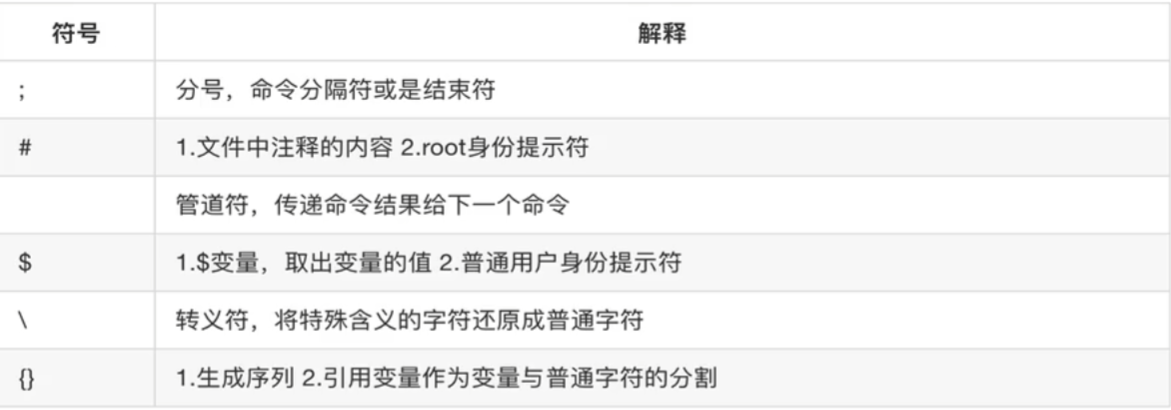 符号 解释
; 分号，命令分隔符或是结束符
# 1.文件中注释的内容 2.root身份提示符
管道符，传递命令结果给下一个命令
$ 1.$变量，取出变量的值 2.普通用户身份提示符
\ 转义符，将特殊含义的字符还原成普通字符
{} 1.生成序列 2.引用变量作为变量与普通字符的分割